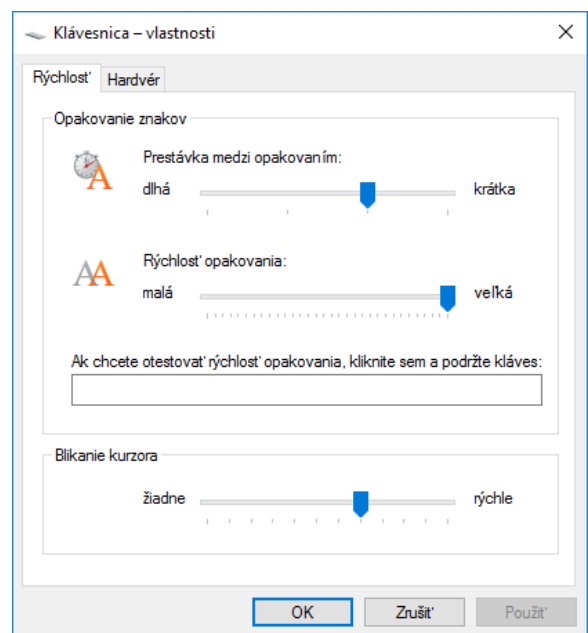 Klávesnica – vlastnosti
Rýchlosť Hardvér
Opakovanie znakov
Prestávka medzi opakovaním:
dlhá krátka
Rýchlosť opakovania:
malá veľká
Ak chcete otestovať rýchlosť opakovania, kliknite sem a podržte kláves:
Blikanie kurzora
žiadne rýchle
OK Zrušiť Použiť